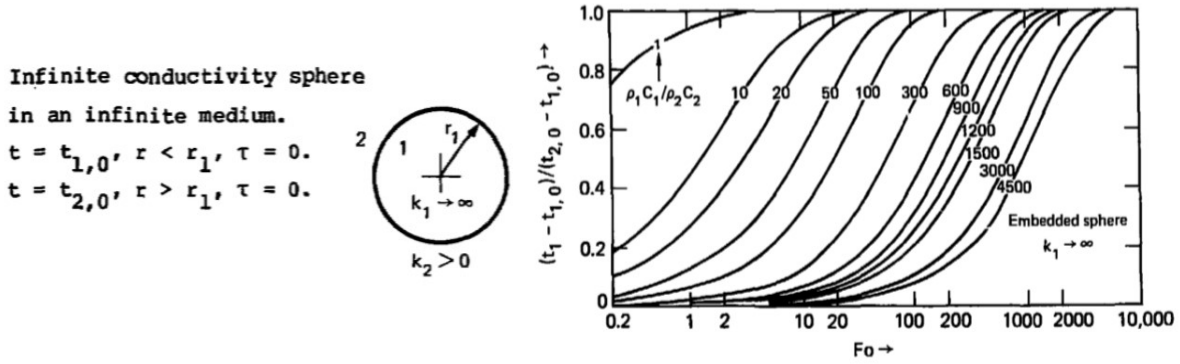 Infinite conductivity sphere
in an infinite medium.
t = t₁,₀, r < r₁, τ = 0.
t = t₂,₀, r > r₁, τ = 0.
2
1
r₁
k₁ → ∞
k₂ > 0
(t₁ − t₁,₀)/(t₂,₀ − t₁,₀) →
1.0
0.8
0.6
0.4
0.2
0
1
ρ₁C₁/ρ₂C₂
10
20
50
100
300
600
900
1200
1500
3000
4500
Embedded sphere
k₁ → ∞
0.2
1
2
10
20
100
200
1000
2000
10,000
Fo →